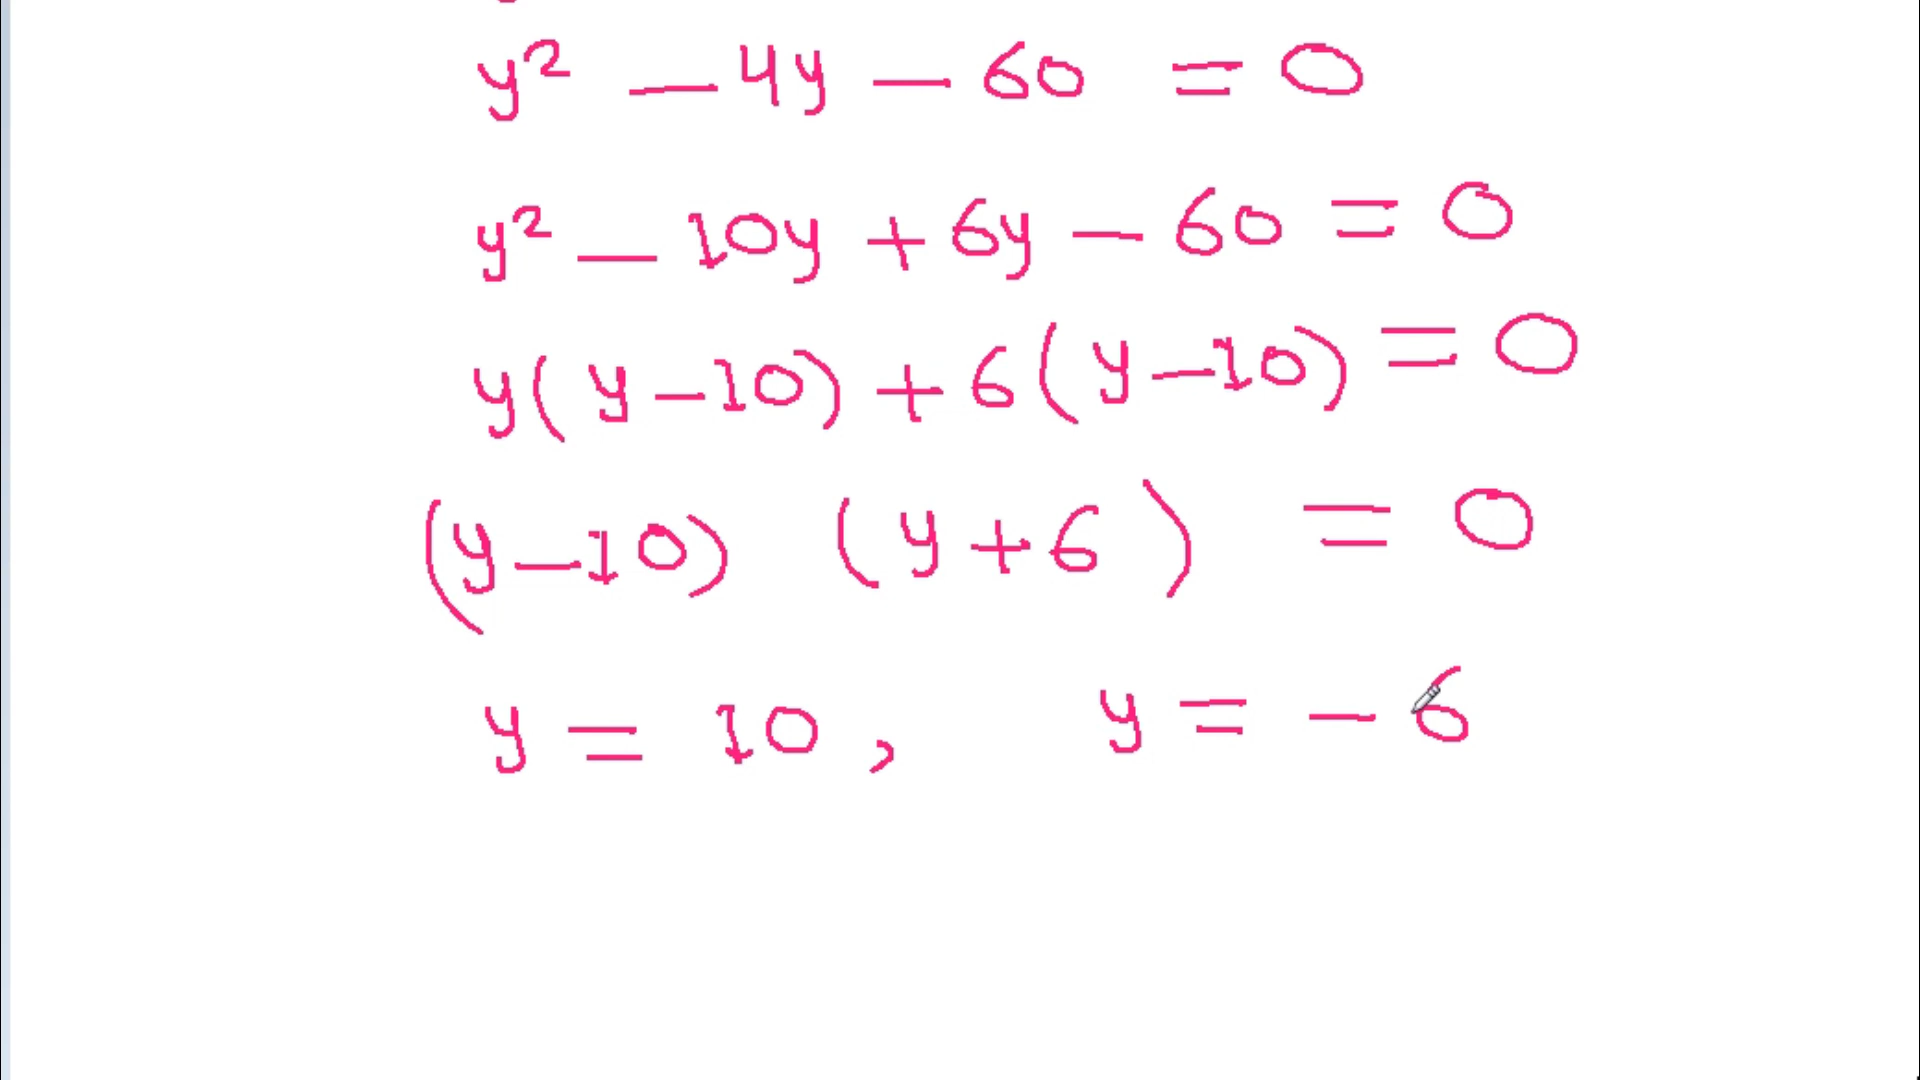 y² - 4y - 60 = 0
y² - 10y + 6y - 60 = 0
y(y-10) + 6(y-10) = 0
(y-10) (y+6) = 0
y = 10, y = -6